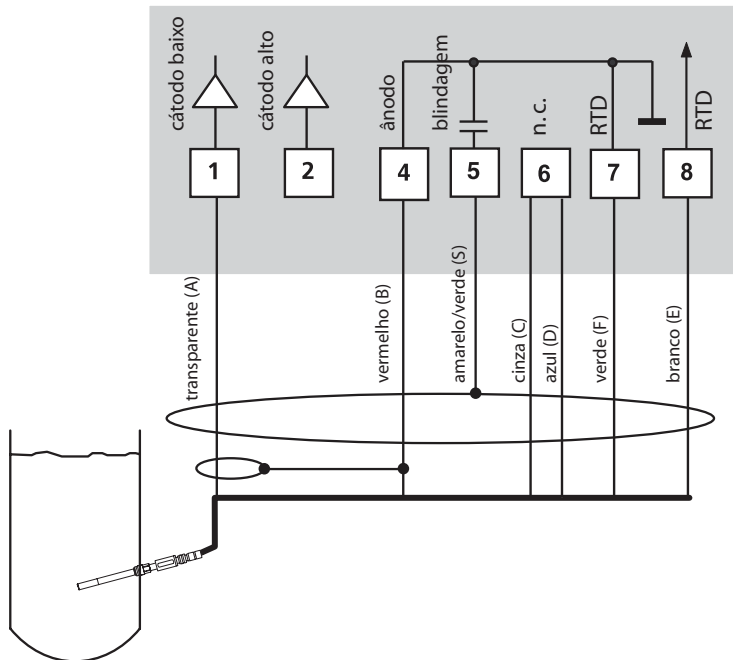 cátodo baixo
cátodo alto
ânodo
blindagem
n. c.
RTD
RTD
1
2
4
5
6
7
8
transparente (A)
vermelho (B)
amarelo/verde (S)
cinza (C)
azul (D)
verde (F)
branco (E)